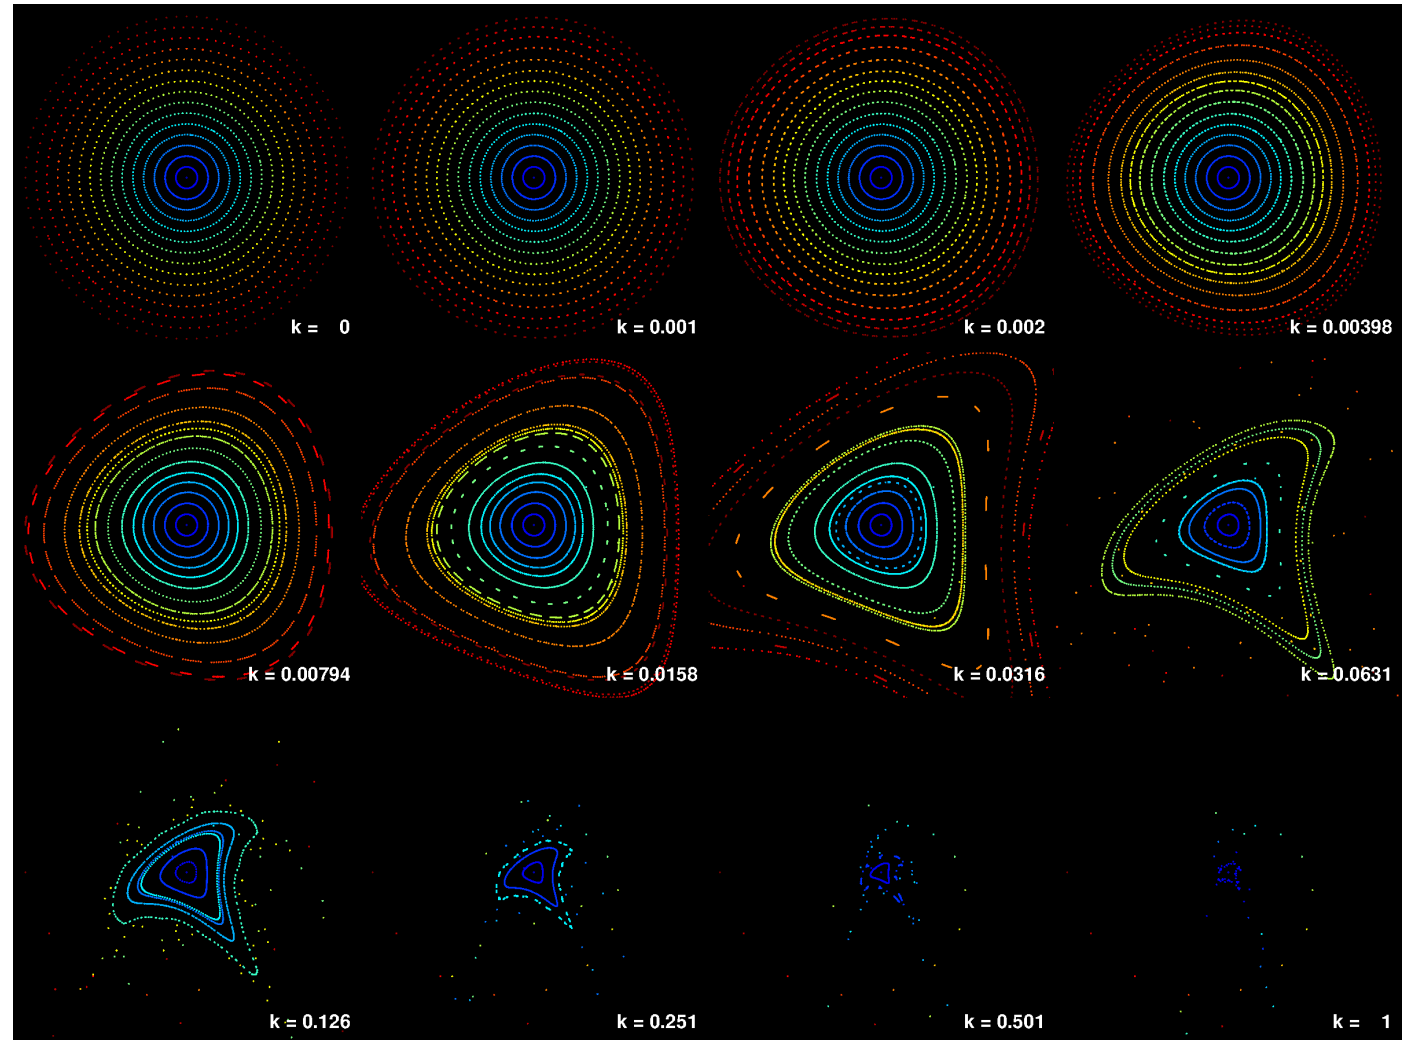 k = 0
k = 0.001
k = 0.002
k = 0.00398
k = 0.00794
k = 0.0158
k = 0.0316
k = 0.0631
k = 0.126
k = 0.251
k = 0.501
k = 1